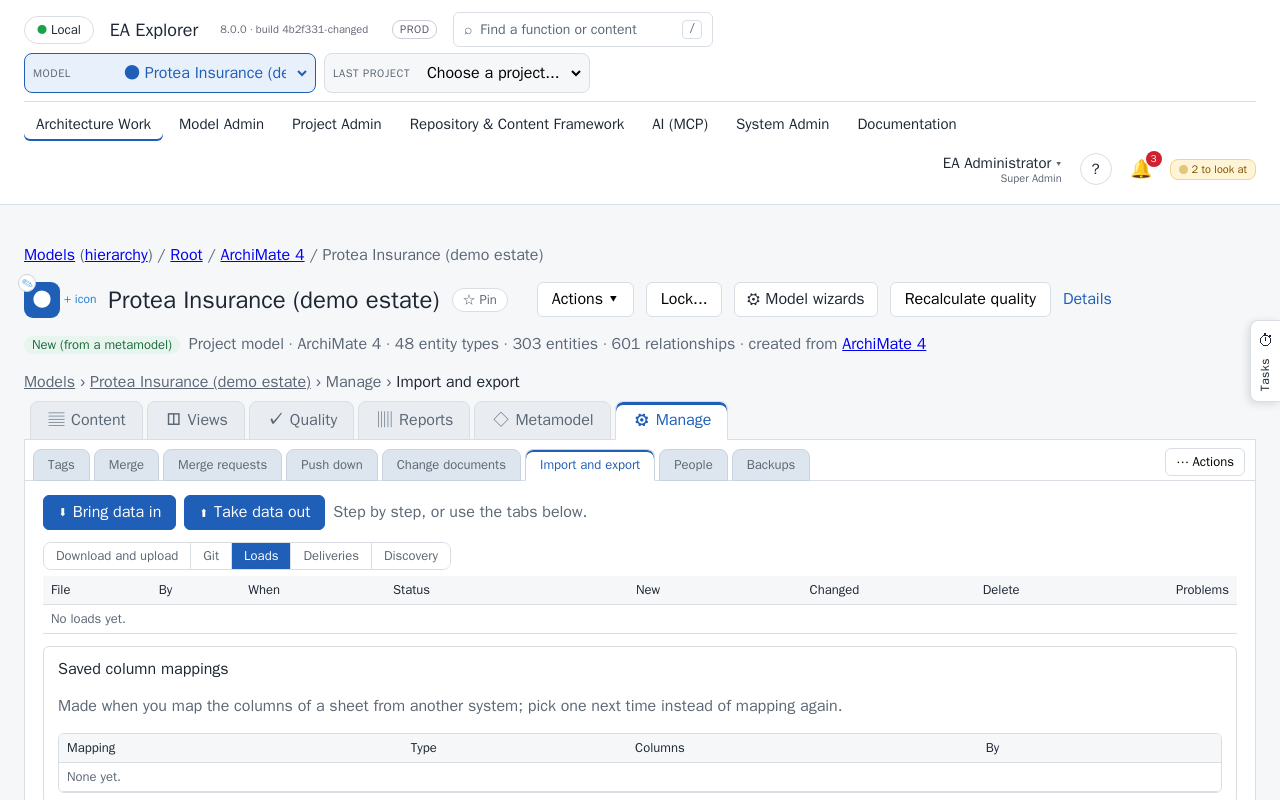 Local
EA Explorer
8.0.0 · build 4b2f331-changed
PROD
Find a function or content
/
MODEL
Protea Insurance (de
LAST PROJECT
Choose a project...
Architecture Work
Model Admin
Project Admin
Repository & Content Framework
AI (MCP)
System Admin
Documentation
EA Administrator
Super Admin
?
3
2 to look at
Models (hierarchy) / Root / ArchiMate 4 / Protea Insurance (demo estate)
+ icon
Protea Insurance (demo estate)
☆ Pin
Actions ▾
Lock...
⚙ Model wizards
Recalculate quality
Details
New (from a metamodel)
Project model · ArchiMate 4 · 48 entity types · 303 entities · 601 relationships · created from ArchiMate 4
Tasks
Models › Protea Insurance (demo estate) › Manage › Import and export
Content
Views
Quality
Reports
Metamodel
Manage
Tags
Merge
Merge requests
Push down
Change documents
Import and export
People
Backups
··· Actions
Bring data in
Take data out
Step by step, or use the tabs below.
Download and upload
Git
Loads
Deliveries
Discovery
File By When Status New Changed Delete Problems
No loads yet.
Saved column mappings
Made when you map the columns of a sheet from another system; pick one next time instead of mapping again.
Mapping Type Columns By
None yet.